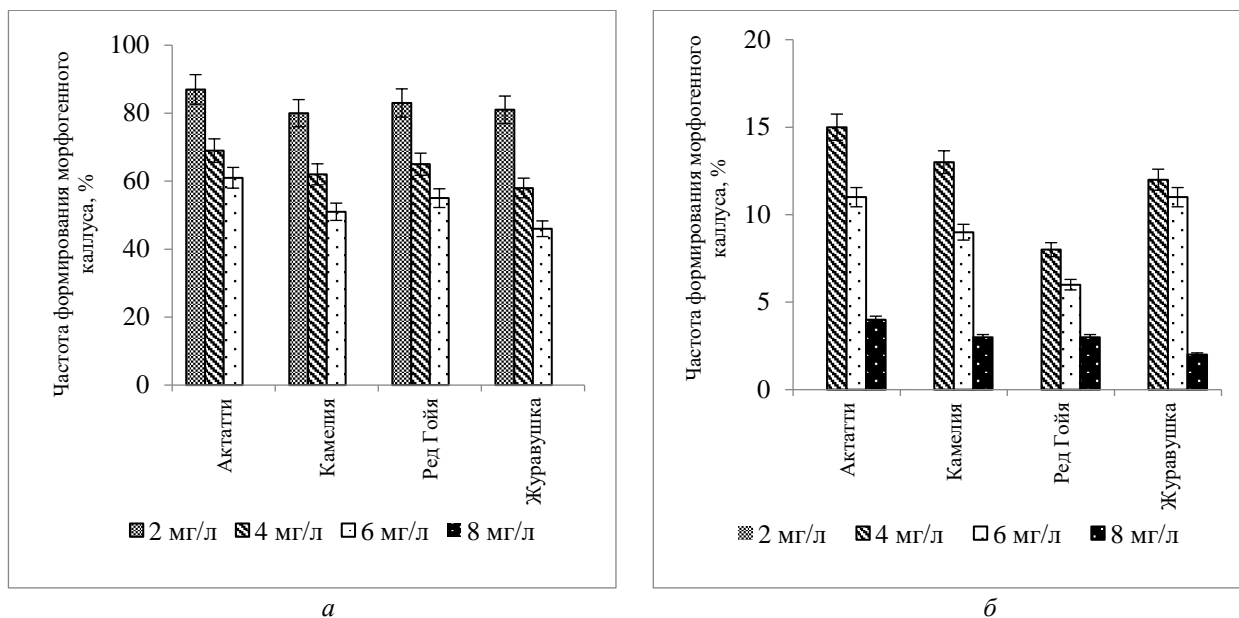 Частота формирования морфогенного
каллуса, %
100
80
60
40
20
0
Актатти
Камелия
Ред Гойя
Журавушка
2 мг/л 4 мг/л 6 мг/л 8 мг/л
а
Частота формирования морфогенного
каллуса, %
20
15
10
5
0
Актатти
Камелия
Ред Гойя
Журавушка
2 мг/л 4 мг/л 6 мг/л 8 мг/л
б